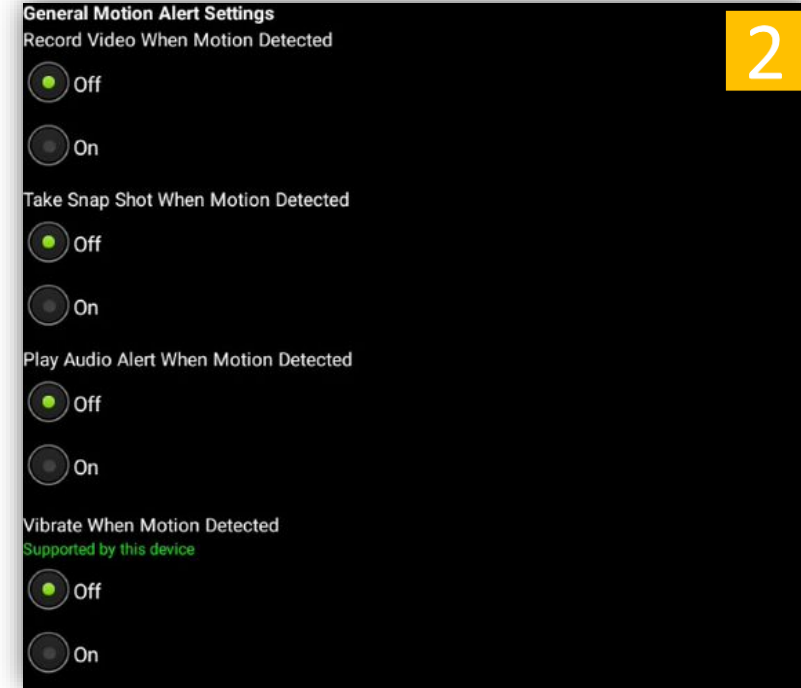 General Motion Alert Settings
2
Record Video When Motion Detected
Off
On
Take Snap Shot When Motion Detected
Off
On
Play Audio Alert When Motion Detected
Off
On
Vibrate When Motion Detected
Supported by this device
Off
On